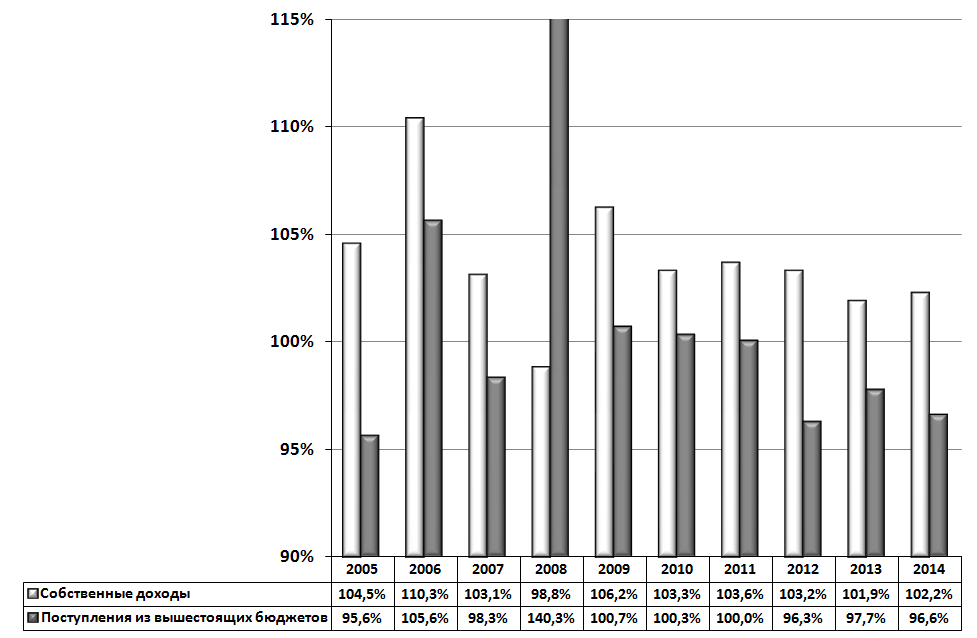 115%
110%
105%
100%
95%
90%
2005 2006 2007 2008 2009 2010 2011 2012 2013 2014
Собственные доходы 104,5% 110,3% 103,1% 98,8% 106,2% 103,3% 103,6% 103,2% 101,9% 102,2%
Поступления из вышестоящих бюджетов 95,6% 105,6% 98,3% 140,3% 100,7% 100,3% 100,0% 96,3% 97,7% 96,6%